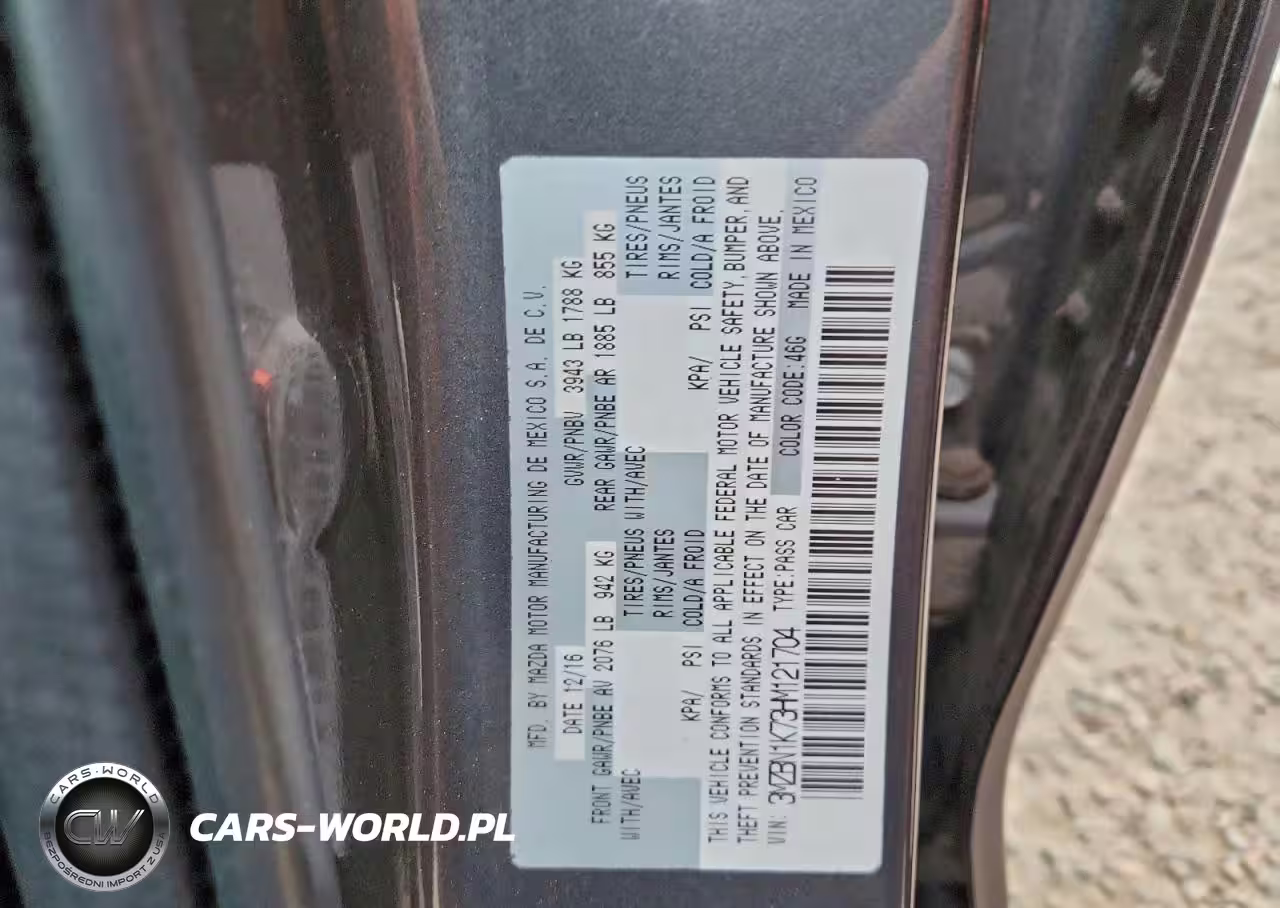 MFD. BY MAZDA MOTOR MANUFACTURING DE MEXICO S.A. DE C.V.
DATE 12/16 GVWR/PNBV 3943 LB 1788 KG
FRONT GAWR/PNBE AV 2076 LB 942 KG REAR GAWR/PNBE AR 1885 LB 855 KG
WITH/AVEC TIRES/PNEUS WITH/AVEC TIRES/PNEUS
RIMS/JANTES RIMS/JANTES
KPA/ PSI COLD/A FROID KPA/ PSI COLD/A FROID
THIS VEHICLE CONFORMS TO ALL APPLICABLE FEDERAL MOTOR VEHICLE SAFETY, BUMPER, AND
THEFT PREVENTION STANDARDS IN EFFECT ON THE DATE OF MANUFACTURE SHOWN ABOVE.
VIN: 3MZBN1K73HM121704 TYPE:PASS CAR COLOR CODE:46G MADE IN MEXICO
CARS-WORLD
CW
BEZPOŚREDNI IMPORT Z USA
CARS-WORLD.PL